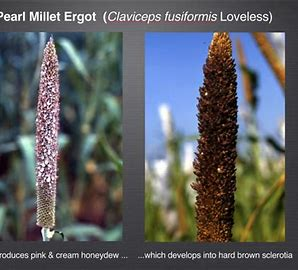 Pearl Millet Ergot (Claviceps fusiformis Loveless)
roduces pink & cream honeydew ...
...which develops into hard brown sclerotia